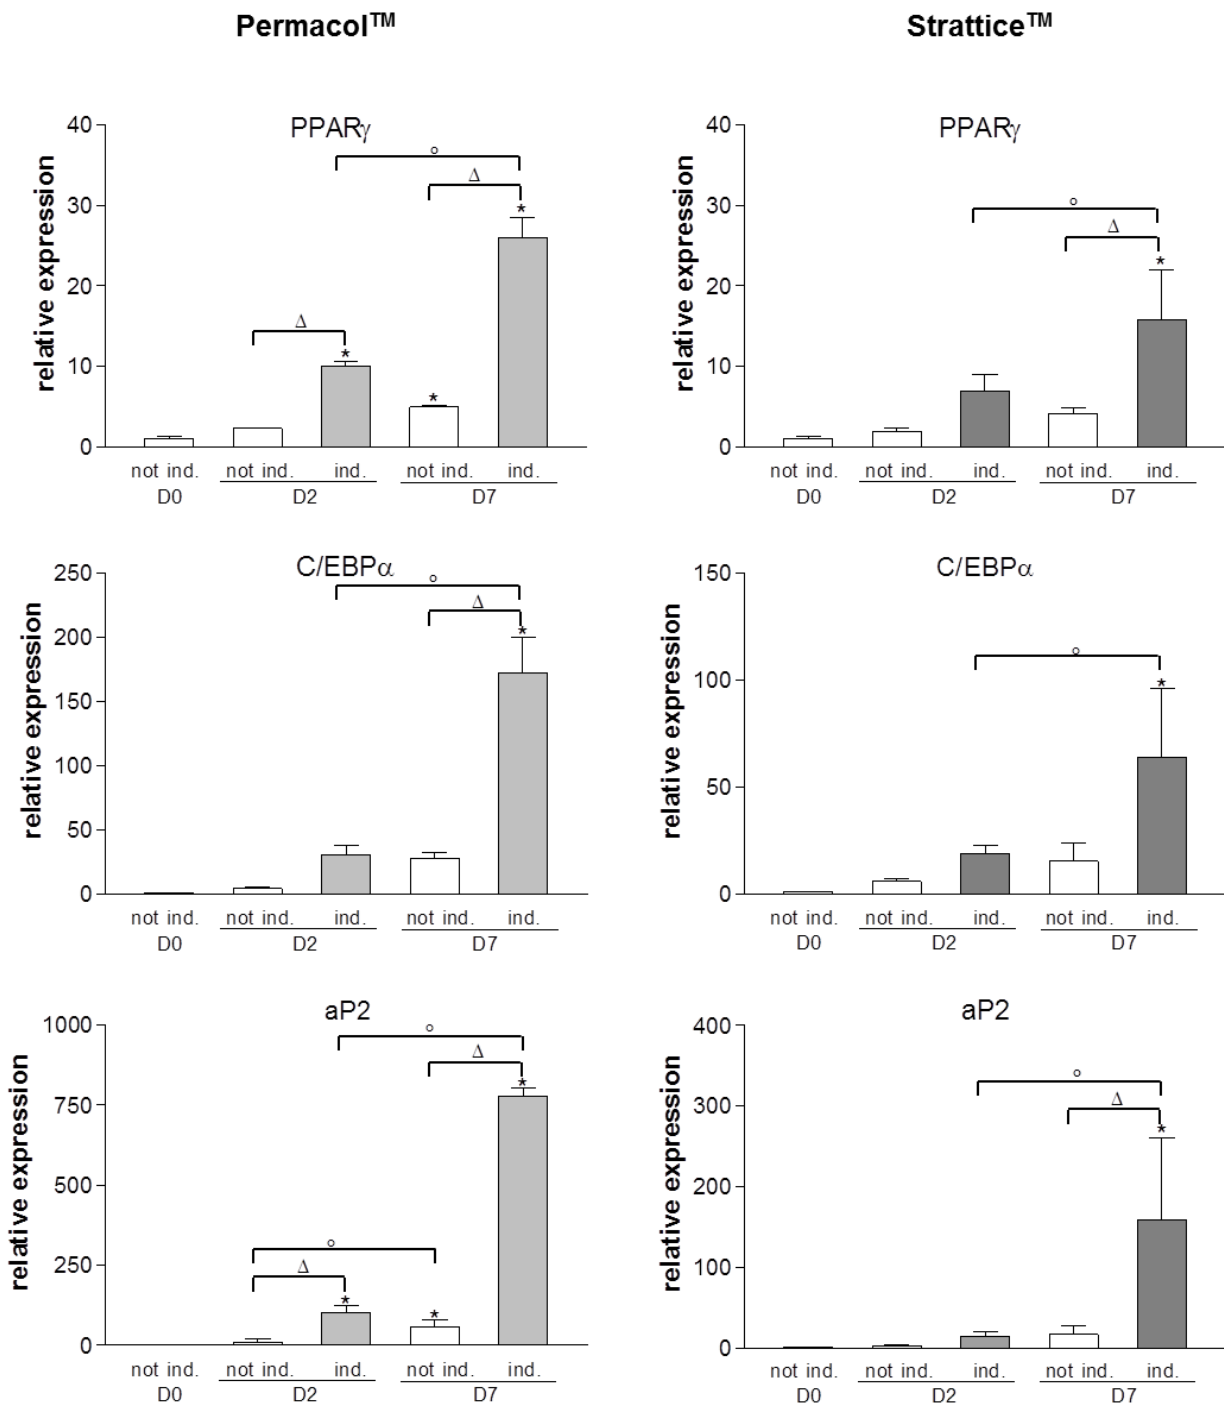 Permacol™
Strattice™
PPARγ
relative expression
40
30
20
10
0
° Δ Δ * * *
not ind. not ind. ind. not ind. ind.
D0 D2 D7
PPARγ
relative expression
40
30
20
10
0
° Δ *
not ind. not ind. ind. not ind. ind.
D0 D2 D7
C/EBPα
relative expression
250
200
150
100
50
0
° Δ *
not ind. not ind. ind. not ind. ind.
D0 D2 D7
C/EBPα
relative expression
150
100
50
0
° *
not ind. not ind. ind. not ind. ind.
D0 D2 D7
aP2
relative expression
1000
750
500
250
0
° Δ * ° Δ * *
not ind. not ind. ind. not ind. ind.
D0 D2 D7
aP2
relative expression
400
300
200
100
0
° Δ *
not ind. not ind. ind. not ind. ind.
D0 D2 D7